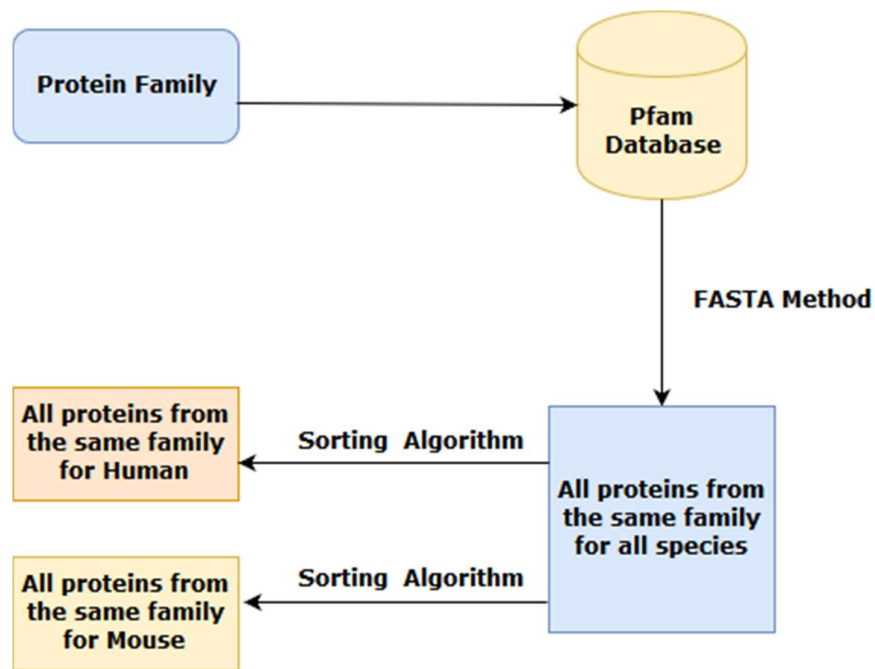 Protein Family
Pfam
Database
FASTA Method
All proteins from
the same family
for all species
Sorting Algorithm
All proteins from
the same family
for Human
Sorting Algorithm
All proteins from
the same family
for Mouse